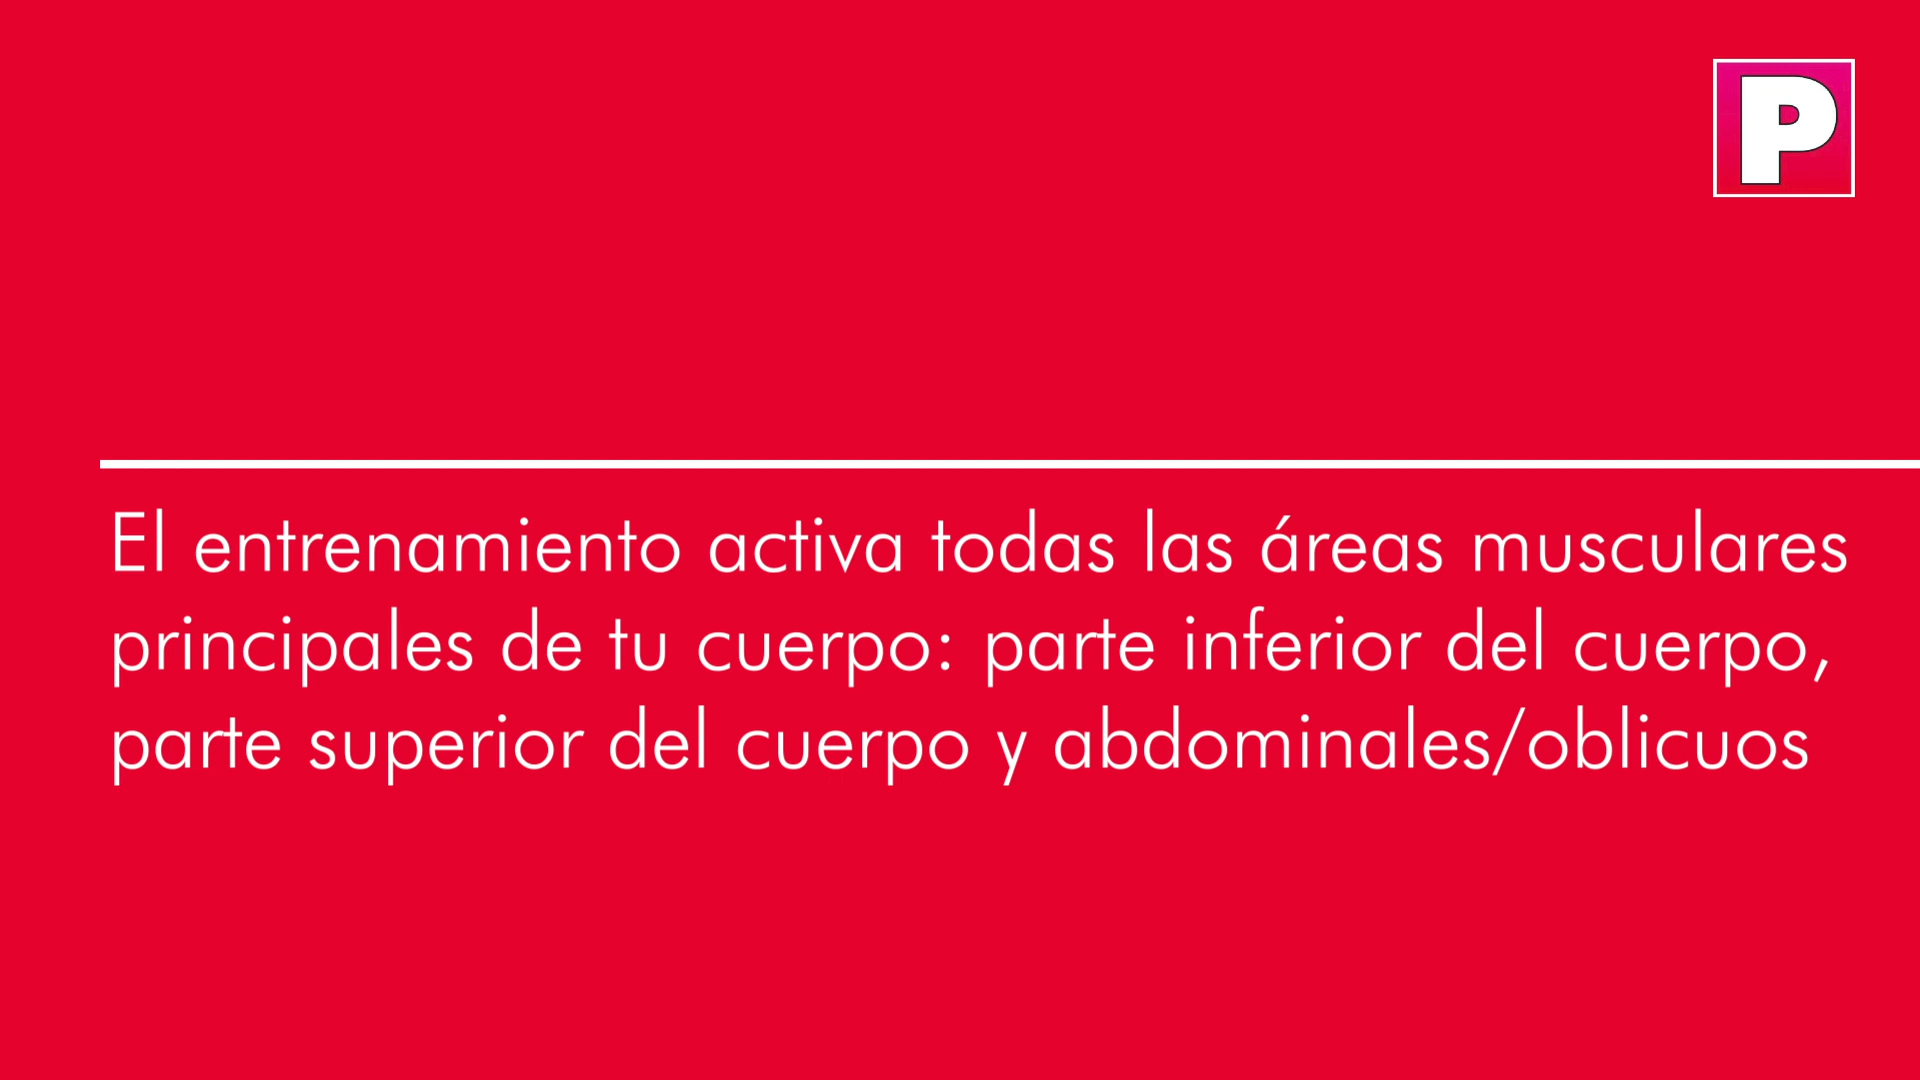 P
El entrenamiento activa todas las áreas musculares
principales de tu cuerpo: parte inferior del cuerpo,
parte superior del cuerpo y abdominales/oblicuos